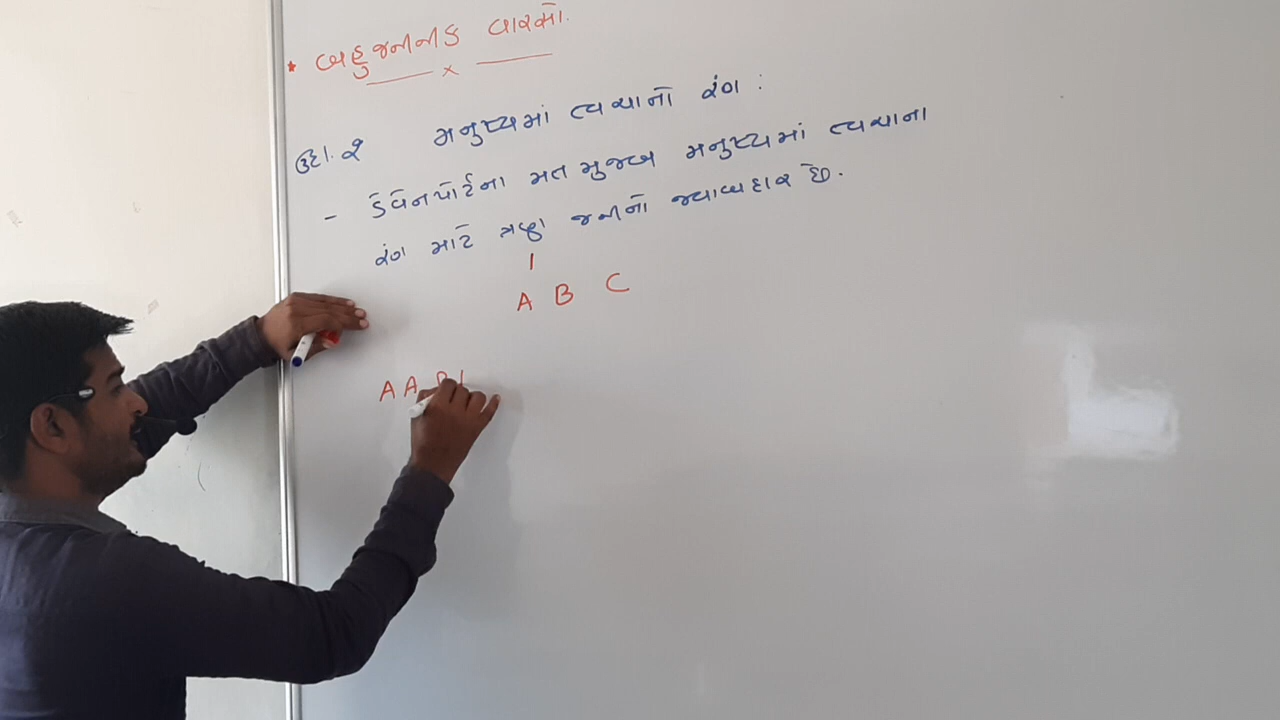 * બહુજનીનીક વારસો.
x
ઉદા. ૨ મનુષ્યમાં ત્વચાનો રંગ :
- ડેવેનપોર્ટના મત મુજબ મનુષ્યમાં ત્વચાના
રંગ માટે ત્રણ જનીનો જવાબદાર છે.
A B C
A A B